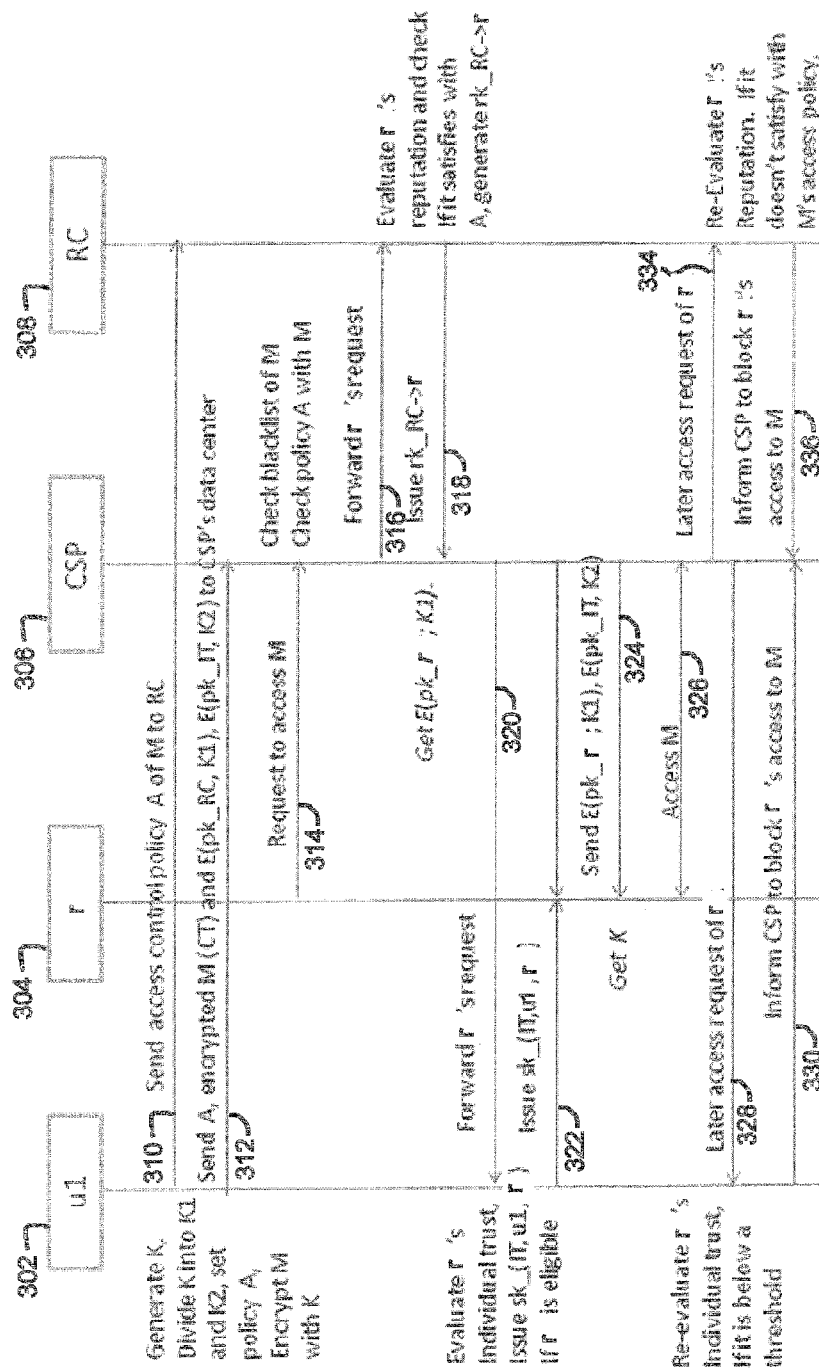 302
u1
304
r
306
CSP
308
RC
Generate K,
Divide K into K1
and K2, set
policy A,
Encrypt M
with K
310
Send access control policy A of M to RC
Send A, encrypted M (CT) and E(pk_RC, K1), E(pk_IT, K2) to CSP's data center
312
Request to access M
314
Check blacklist of M
Check policy A with M
Forward r 's request
316
Issue rk_RC->r
318
Evaluate r 's
reputation and check
If it satisfies with
A, generate rk_RC->r
Get E(pk_r ; K1).
Forward r 's request
320
Evaluate r 's
Individual trust,
Issue sk_(IT, u1, r )
If r is eligible
Issue sk_(IT,u1, r )
322
Send E(pk_r ; K1), E(pk_IT, K2)
324
Get K
Access M
326
Later access request of r
334
Re-Evaluate r 's
Reputation. If it
doesn't satisfy with
M's access policy,
Inform CSP to block r 's
access to M
336
Re-evaluate r 's
individual trust,
If it is below a
threshold
Later access request of r
328
Inform CSP to block r 's access to M
330